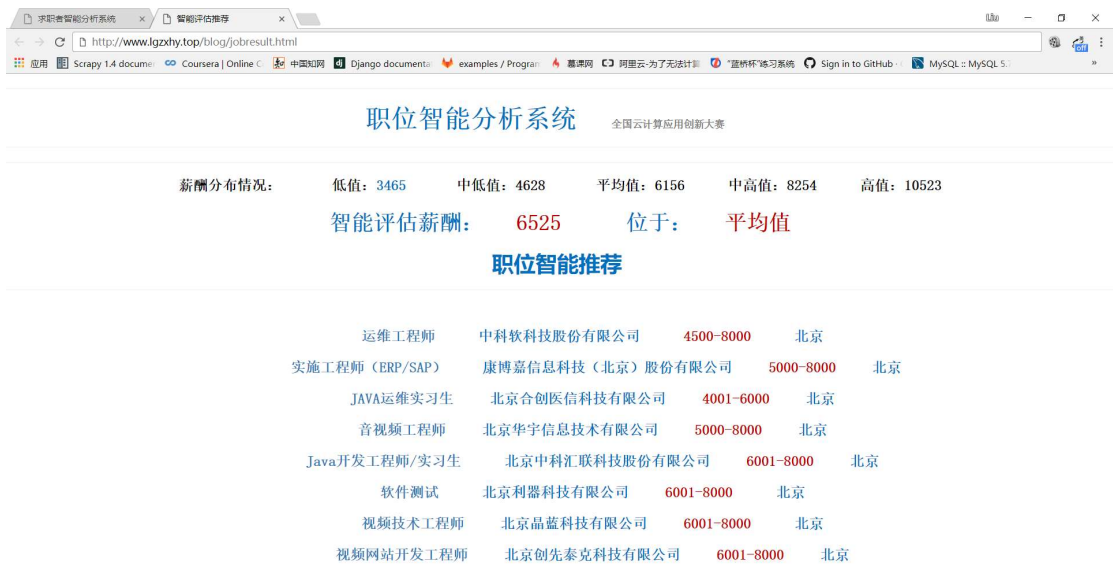 求职者智能分析系统 智能评估推荐
http://www.lgzxhy.top/blog/jobresult.html
应用 Scrapy 1.4 documen Coursera | Online C 中国知网 Django documenta examples / Program 慕课网 阿里云-为了无法计算 "蓝桥杯"练习系统 Sign in to GitHub · MySQL :: MySQL 5. »
职位智能分析系统 全国云计算应用创新大赛
薪酬分布情况: 低值: 3465 中低值: 4628 平均值: 6156 中高值: 8254 高值: 10523
智能评估薪酬: 6525 位于: 平均值
职位智能推荐
运维工程师 中科软科技股份有限公司 4500-8000 北京
实施工程师（ERP/SAP） 康博嘉信息科技（北京）股份有限公司 5000-8000 北京
JAVA运维实习生 北京合创医信科技有限公司 4001-6000 北京
音视频工程师 北京华宇信息技术有限公司 5000-8000 北京
Java开发工程师/实习生 北京中科汇联科技股份有限公司 6001-8000 北京
软件测试 北京利器科技有限公司 6001-8000 北京
视频技术工程师 北京晶蓝科技有限公司 6001-8000 北京
视频网站开发工程师 北京创先泰克科技有限公司 6001-8000 北京